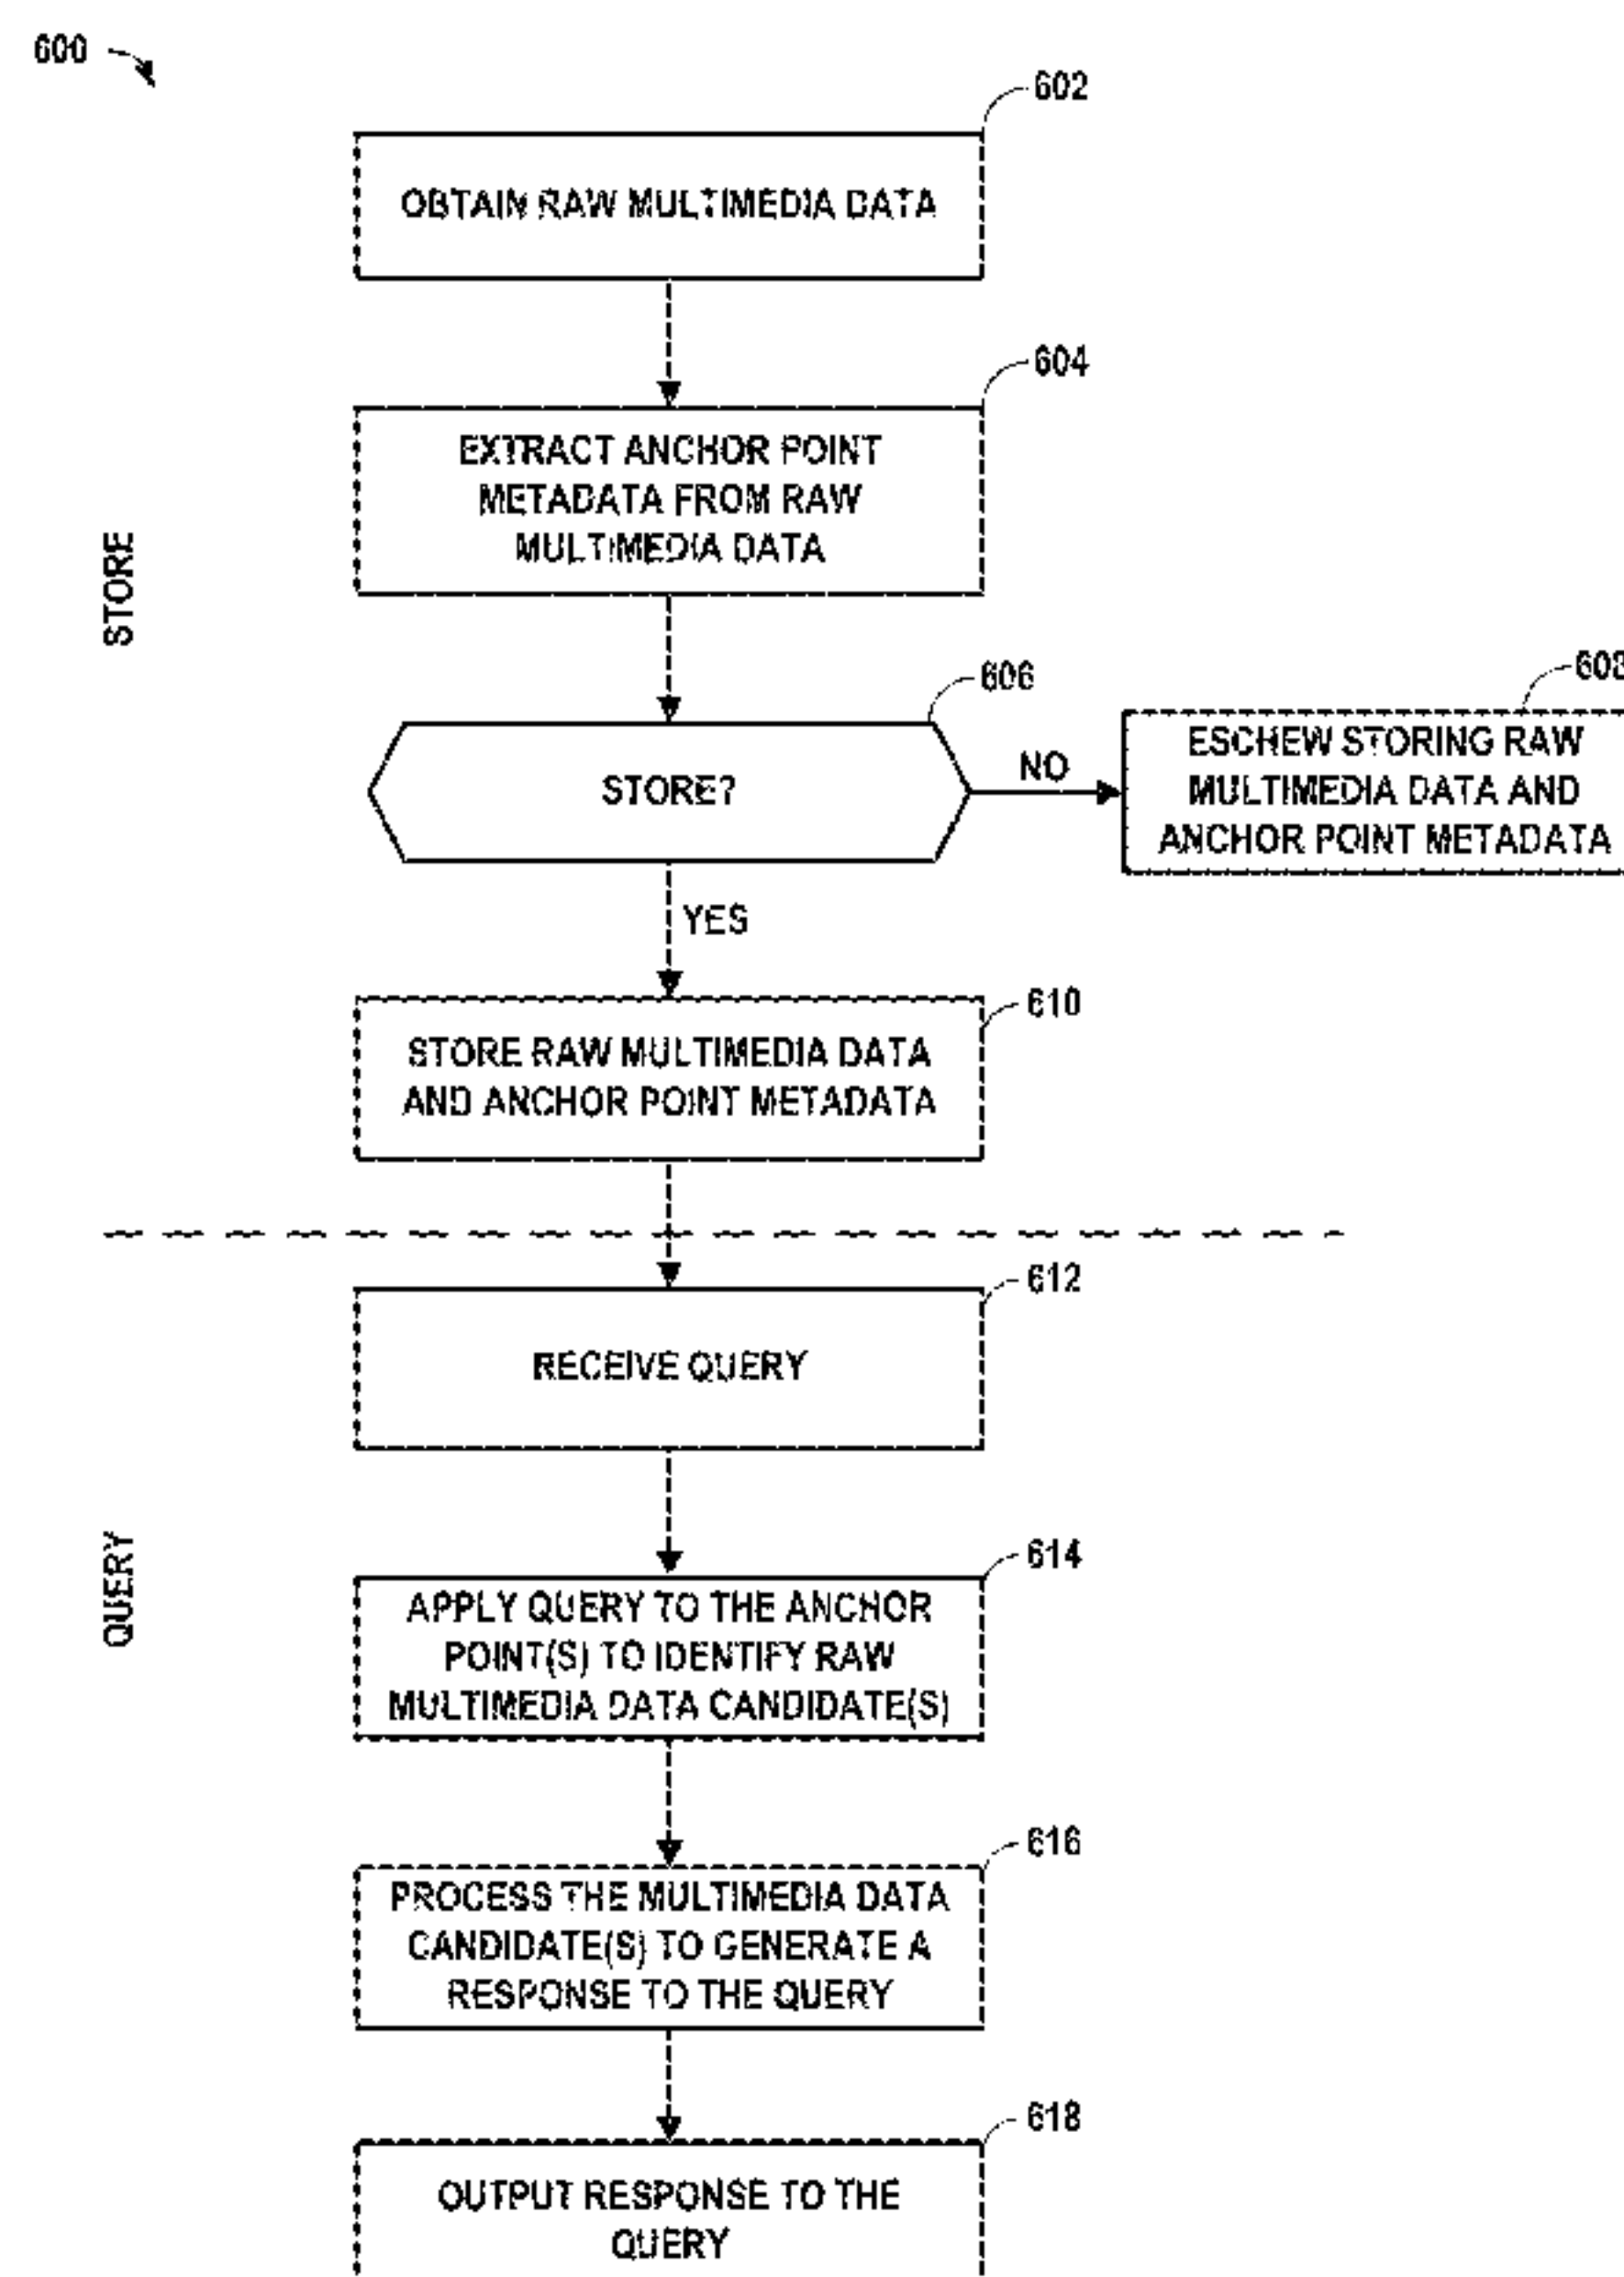 600
602
OBTAIN RAW MULTIMEDIA DATA
604
EXTRACT ANCHOR POINT
METADATA FROM RAW
MULTIMEDIA DATA
STORE
606
STORE?
NO
608
ESCHEW STORING RAW
MULTIMEDIA DATA AND
ANCHOR POINT METADATA
YES
610
STORE RAW MULTIMEDIA DATA
AND ANCHOR POINT METADATA
612
RECEIVE QUERY
QUERY
614
APPLY QUERY TO THE ANCHOR
POINT(S) TO IDENTIFY RAW
MULTIMEDIA DATA CANDIDATE(S)
616
PROCESS THE MULTIMEDIA DATA
CANDIDATE(S) TO GENERATE A
RESPONSE TO THE QUERY
618
OUTPUT RESPONSE TO THE
QUERY